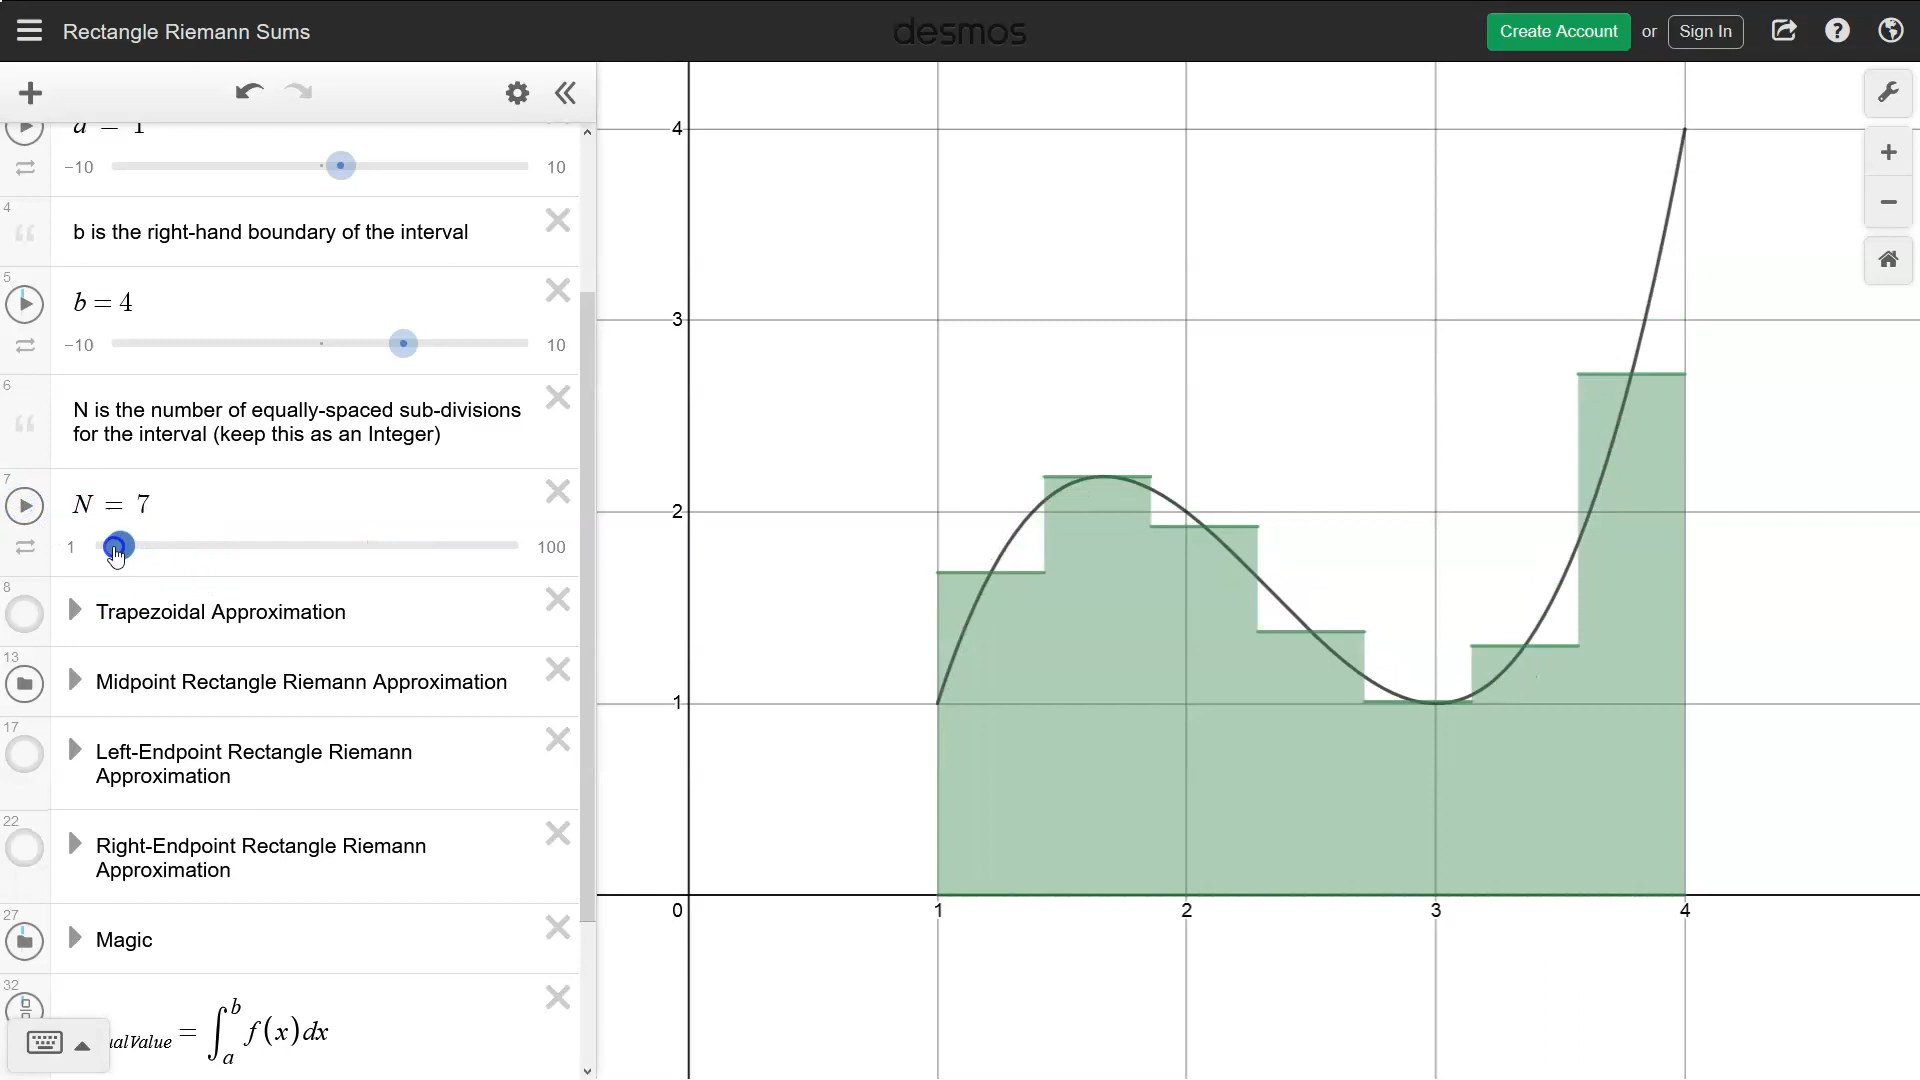 Rectangle Riemann Sums
desmos
Create Account or Sign In
a = 1
−10 10
4
b is the right-hand boundary of the interval
5
b = 4
−10 10
6
N is the number of equally-spaced sub-divisions
for the interval (keep this as an Integer)
7
N = 7
1 100
8
Trapezoidal Approximation
13
Midpoint Rectangle Riemann Approximation
17
Left-Endpoint Rectangle Riemann
Approximation
22
Right-Endpoint Rectangle Riemann
Approximation
27
Magic
32
ualValue = ∫_a^b f(x)dx
4
3
2
1
0 1 2 3 4